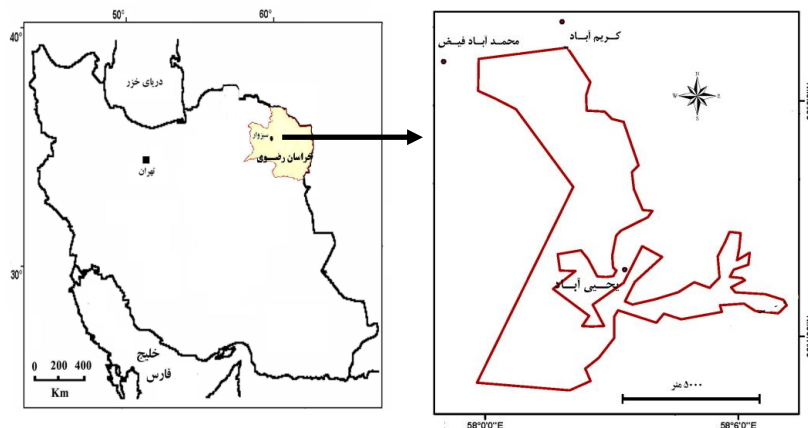 50°
60°
40°
دریای خزر
سبزوار
خراسان رضوی
تهران
30°
خلیج
فارس
0 200 400
Km
محمد آباد فیض
کریم آباد
N
W
E
S
یحیی آباد
۵۰۰۰ متر
58°0'0"E
58°6'0"E